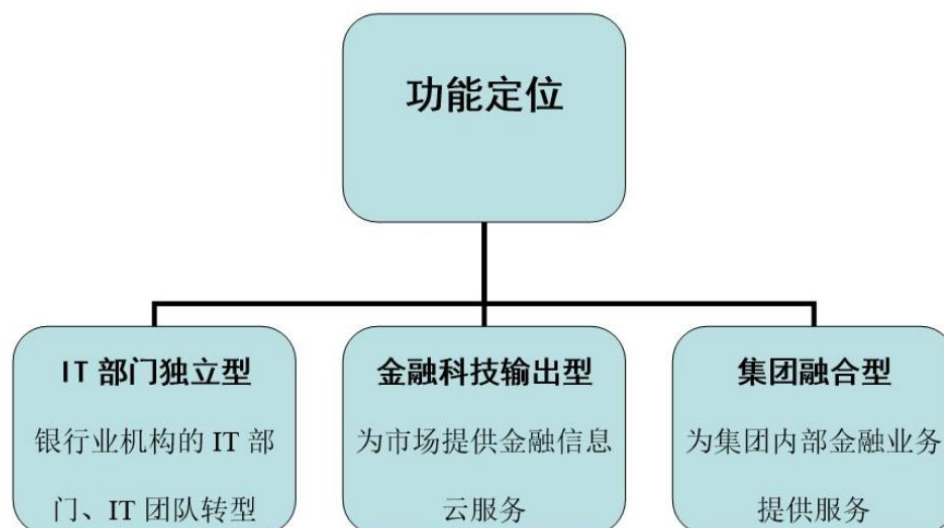 功能定位
IT 部门独立型
银行业机构的 IT 部
门、IT 团队转型
金融科技输出型
为市场提供金融信息
云服务
集团融合型
为集团内部金融业务
提供服务